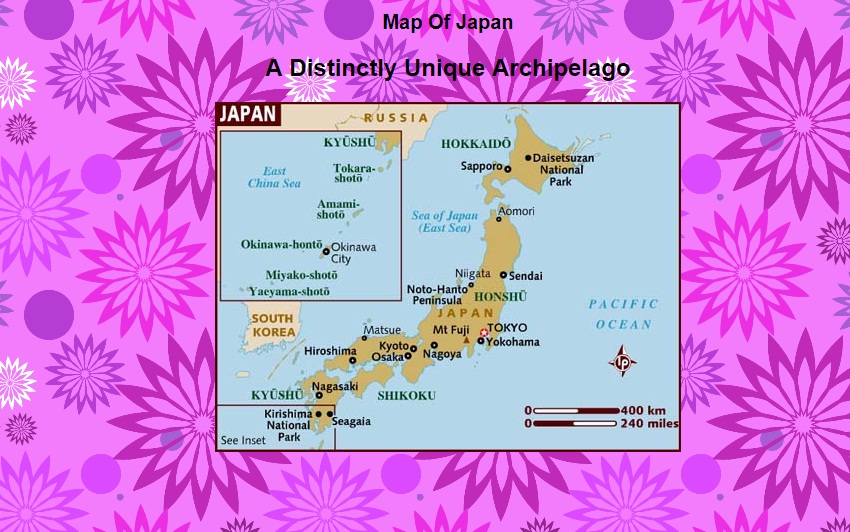 Map Of Japan
A Distinctly Unique Archipelago
JAPAN
RUSSIA
KYŪSHŪ
East
China Sea
Tokara-
shotō
Amami-
shotō
Okinawa-hontō
Okinawa
City
Miyako-shotō
Yaeyama-shotō
HOKKAIDŌ
Sapporo
Daisetsuzan
National
Park
Sea of Japan
(East Sea)
Aomori
Niigata
Sendai
Noto-Hanto
Peninsula
HONSHŪ
JAPAN
PACIFIC
OCEAN
SOUTH
KOREA
Matsue
Mt Fuji
TOKYO
Yokohama
Hiroshima
Kyoto
Osaka
Nagoya
KYŪSHŪ
Nagasaki
SHIKOKU
Kirishima
National
Park
Seagaia
See Inset
LP
0 400 km
0 240 miles